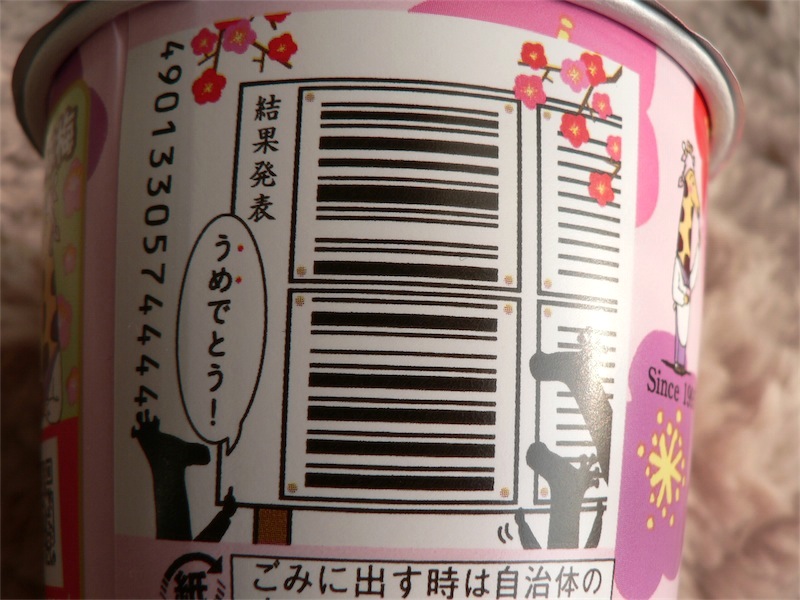 4901330574444
結果発表
うめでとう!
Since 19
紙
ごみに出す時は自治体の
梅